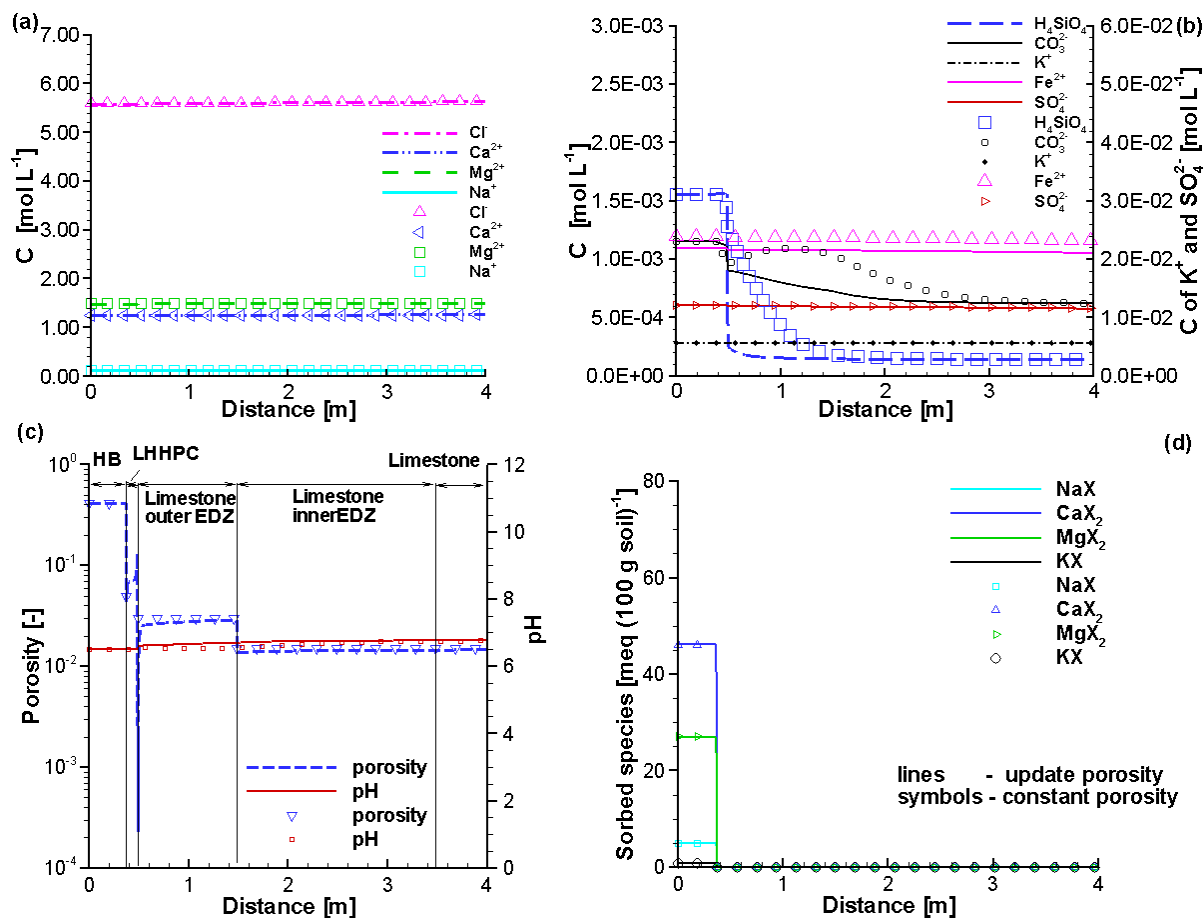 (a)
7.00
6.00
5.00
4.00
3.00
2.00
1.00
0.00
C [mol L⁻¹]
Cl⁻
Ca²⁺
Mg²⁺
Na⁺
Cl⁻
Ca²⁺
Mg²⁺
Na⁺
0 1 2 3 4
Distance [m]
(b)
3.0E-03
2.5E-03
2.0E-03
1.5E-03
1.0E-03
5.0E-04
0.0E+00
C [mol L⁻¹]
H₄SiO₄
CO₃²⁻
K⁺
Fe²⁺
SO₄²⁻
H₄SiO₄
CO₃²⁻
K⁺
Fe²⁺
SO₄²⁻
6.0E-02
5.0E-02
4.0E-02
3.0E-02
2.0E-02
1.0E-02
0.0E+00
C of K⁺ and SO₄²⁻ [mol L⁻¹]
0 1 2 3 4
Distance [m]
(c)
HB
LHHPC
Limestone
Limestone
outer EDZ
Limestone
innerEDZ
10⁰
10⁻¹
10⁻²
10⁻³
10⁻⁴
Porosity [-]
12
10
8
6
4
2
0
pH
porosity
pH
porosity
pH
0 1 2 3 4
Distance [m]
(d)
80
60
40
20
0
Sorbed species [meq (100 g soil)⁻¹]
NaX
CaX₂
MgX₂
KX
NaX
CaX₂
MgX₂
KX
lines - update porosity
symbols - constant porosity
0 1 2 3 4
Distance [m]